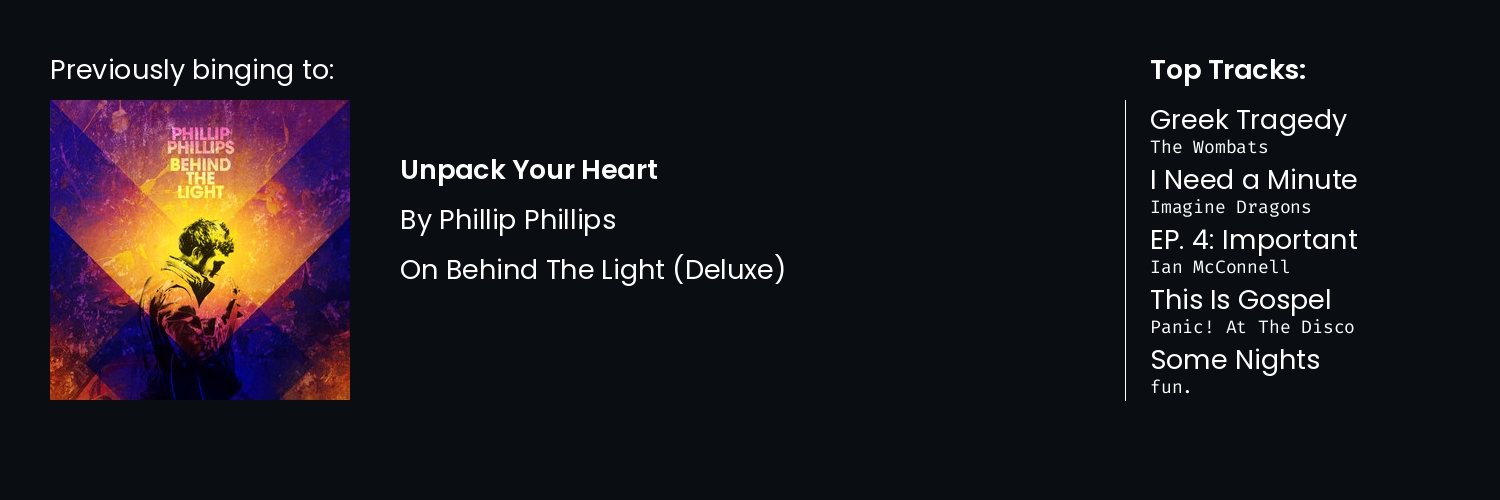 Previously binging to:
PHILLIP
PHILLIPS
BEHIND
THE
LIGHT
Unpack Your Heart
By Phillip Phillips
On Behind The Light (Deluxe)
Top Tracks:
Greek Tragedy
The Wombats
I Need a Minute
Imagine Dragons
EP. 4: Important
Ian McConnell
This Is Gospel
Panic! At The Disco
Some Nights
fun.